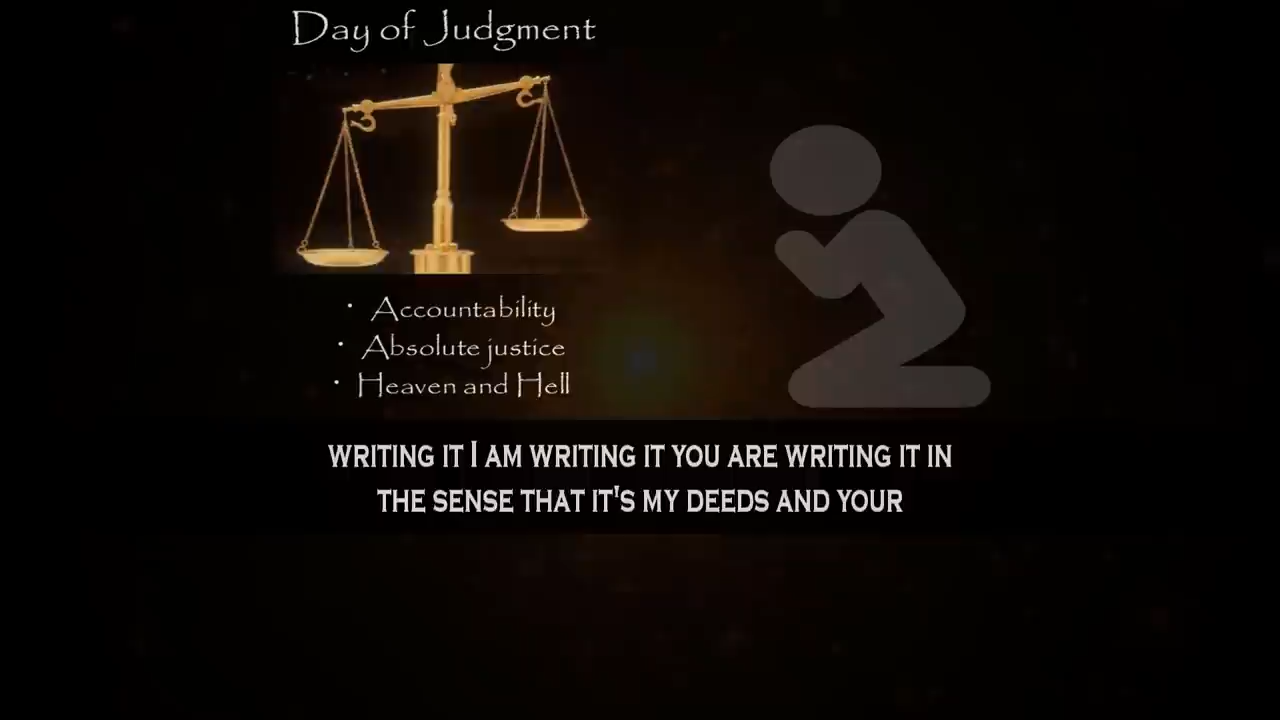 Day of Judgment
· Accountability
· Absolute justice
· Heaven and Hell
WRITING IT I AM WRITING IT YOU ARE WRITING IT IN
THE SENSE THAT IT'S MY DEEDS AND YOUR